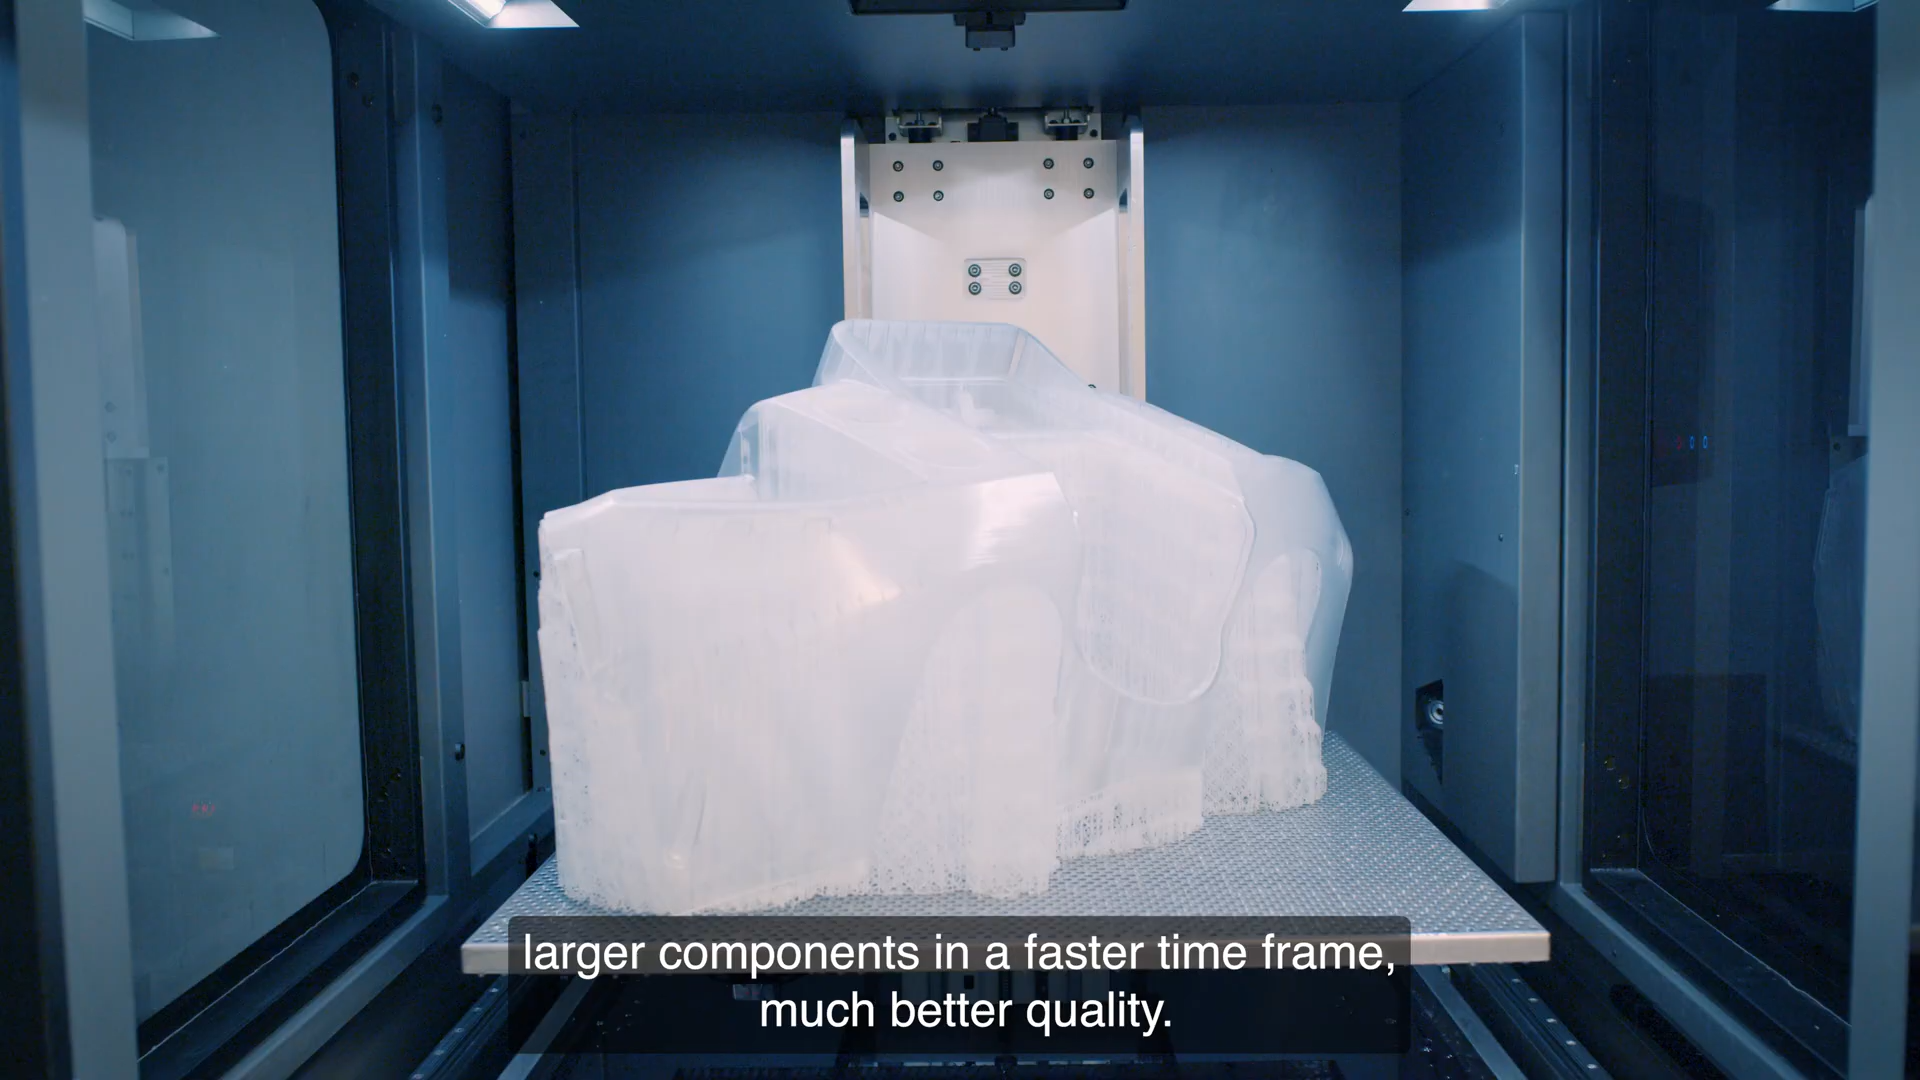 larger components in a faster time frame,
much better quality.